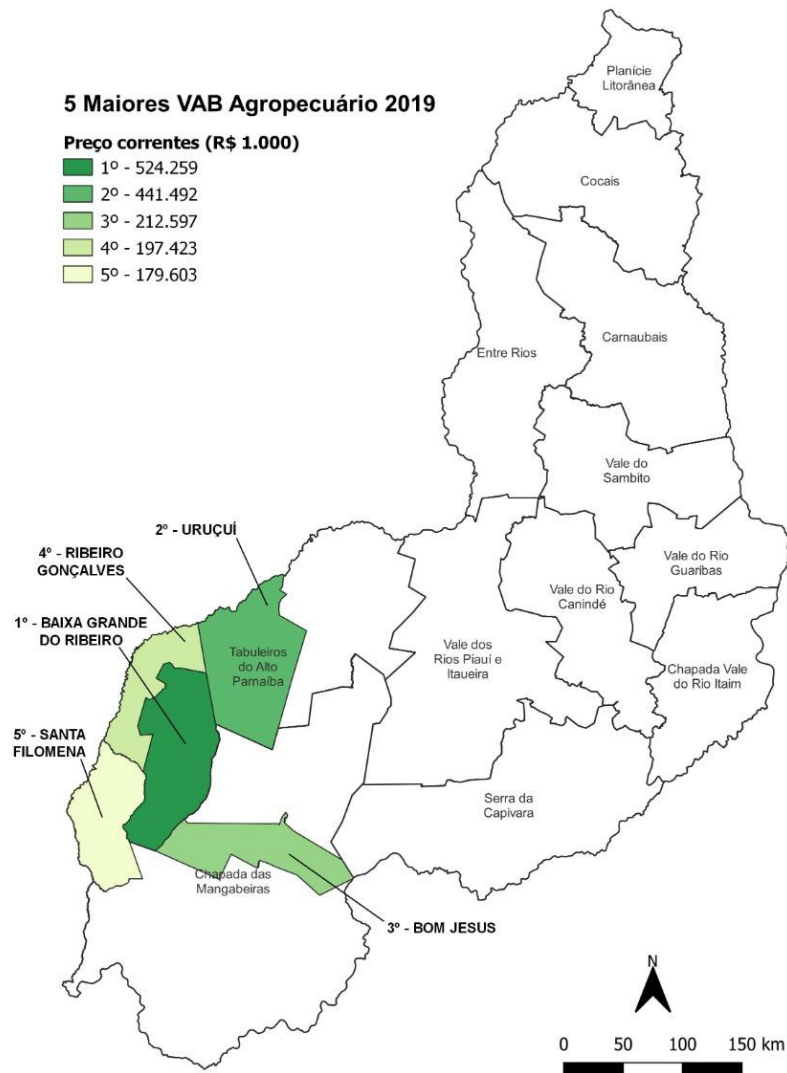 5 Maiores VAB Agropecuário 2019
Preço correntes (R$ 1.000)
1º - 524.259
2º - 441.492
3º - 212.597
4º - 197.423
5º - 179.603
Planície
Litorânea
Cocais
Carnaubais
Entre Rios
Vale do
Sambito
2º - URUÇUÍ
4º - RIBEIRO
GONÇALVES
Vale do Rio
Guaribas
Vale do Rio
Canindé
1º - BAIXA GRANDE
DO RIBEIRO
Tabuleiros
do Alto
Parnaíba
Vale dos
Rios Piauí e
Itaueira
Chapada Vale
do Rio Itaim
5º - SANTA
FILOMENA
Serra da
Capivara
Chapada das
Mangabeiras
3º - BOM JESUS
N
0 50 100 150 km